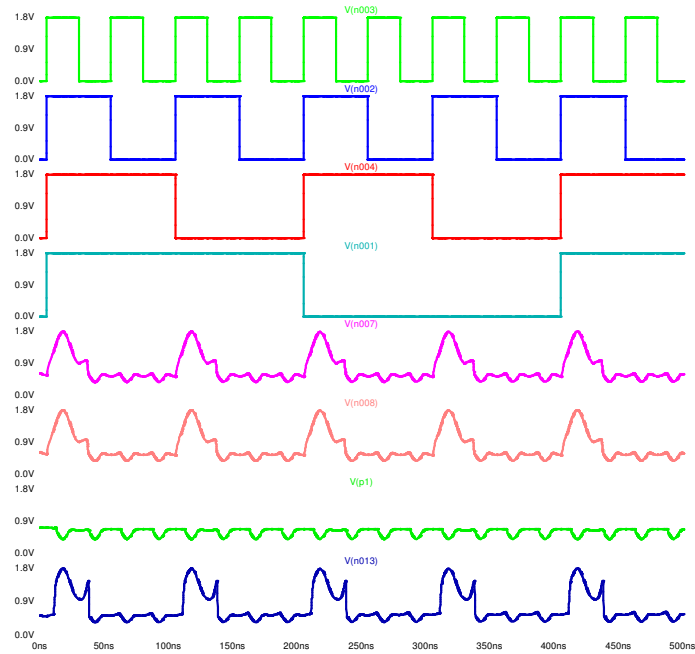 V(n003)
1.8V
0.9V
0.0V
V(n002)
1.8V
0.9V
0.0V
V(n004)
1.8V
0.9V
0.0V
V(n001)
1.8V
0.9V
0.0V
V(n007)
1.8V
0.9V
0.0V
V(n008)
1.8V
0.9V
0.0V
V(p1)
1.8V
0.9V
0.0V
V(n013)
1.8V
0.9V
0.0V
0ns 50ns 100ns 150ns 200ns 250ns 300ns 350ns 400ns 450ns 500ns